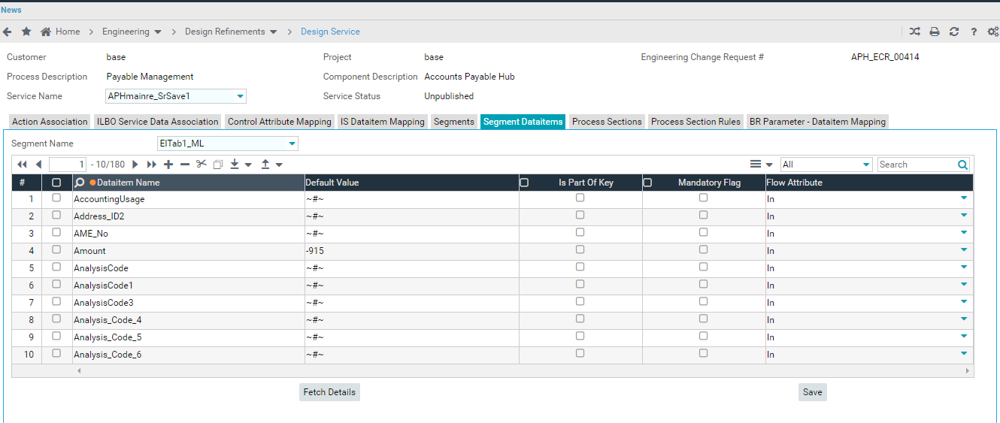 News
Home > Engineering > Design Refinements > Design Service
Customer base Project base Engineering Change Request # APH_ECR_00414
Process Description Payable Management Component Description Accounts Payable Hub
Service Name APHmainre_SrSave1 Service Status Unpublished
Action Association ILBO Service Data Association Control Attribute Mapping IS Dataitem Mapping Segments Segment Dataitems Process Sections Process Section Rules BR Parameter - Dataitem Mapping
Segment Name ElTab1_ML
1 - 10/180 All Search
# Dataitem Name Default Value Is Part Of Key Mandatory Flag Flow Attribute
1 AccountingUsage ~#~ In
2 Address_ID2 ~#~ In
3 AME_No ~#~ In
4 Amount -915 In
5 AnalysisCode ~#~ In
6 AnalysisCode1 ~#~ In
7 AnalysisCode3 ~#~ In
8 Analysis_Code_4 ~#~ In
9 Analysis_Code_5 ~#~ In
10 Analysis_Code_6 ~#~ In
Fetch Details Save